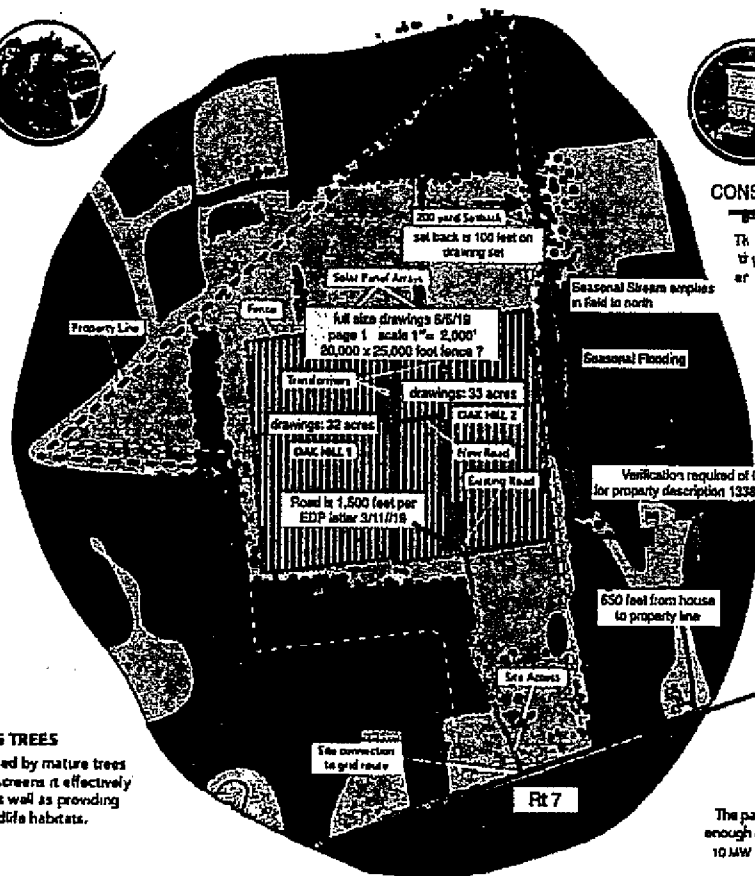 CONS
Th
200 yard Setback
set back is 100 feet on
drawing set
Solar Panel Arrays
Seasonal Stream empties
in field to north
Fence
Property Line
full size drawings 6/6/19
page 1 scale 1"= 2,000'
20,000 x 25,000 foot fence ?
Seasonal Flooding
Transformers
drawings: 33 acres
OAK HILL 2
drawings: 32 acres
New Road
OAK HILL 1
Existing Road
Verification required of
for property description 1338
Road is 1,500 feet per
EDP letter 3/11//19
650 feet from house
to property line
Site Access
S TREES
ed by mature trees
screens it effectively
s well as providing
dlife habitats.
Site connection
to grid route
Rt 7
The pa
enough
10 MW